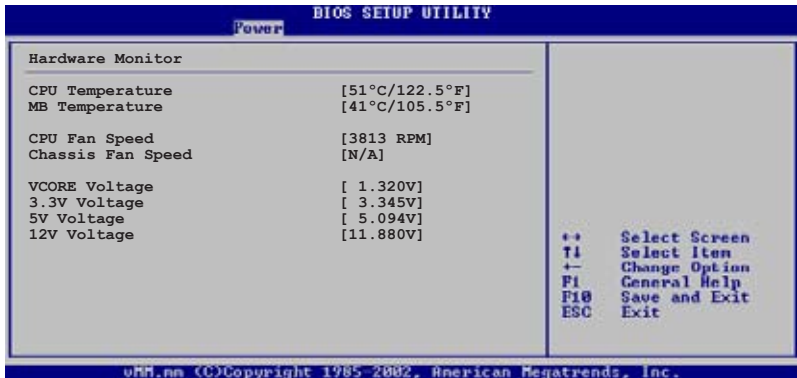 BIOS SETUP UTILITY
Power
Hardware Monitor
CPU Temperature [51°C/122.5°F]
MB Temperature [41°C/105.5°F]
CPU Fan Speed [3813 RPM]
Chassis Fan Speed [N/A]
VCORE Voltage [ 1.320V]
3.3V Voltage [ 3.345V]
5V Voltage [ 5.094V]
12V Voltage [11.880V]
←→ Select Screen
↑↓ Select Item
+- Change Option
F1 General Help
F10 Save and Exit
ESC Exit
vMM.mm (C)Copyright 1985-2002, American Megatrends, Inc.